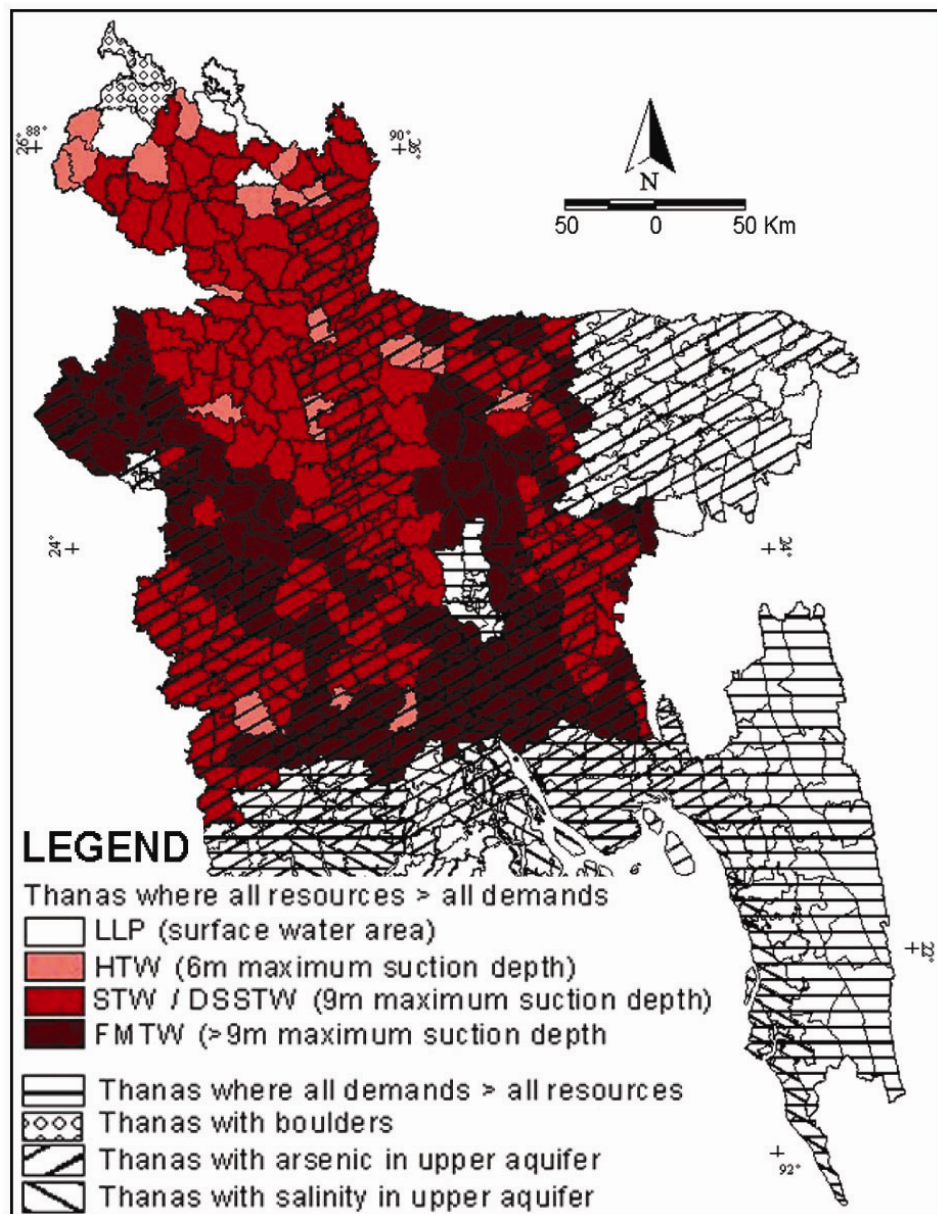 26° 88°
90° 26°
N
50 0 50 Km
24°
24°
22°
92°
LEGEND
Thanas where all resources > all demands
LLP (surface water area)
HTW (6m maximum suction depth)
STW / DSSTW (9m maximum suction depth)
FMTW (>9m maximum suction depth
Thanas where all demands > all resources
Thanas with boulders
Thanas with arsenic in upper aquifer
Thanas with salinity in upper aquifer